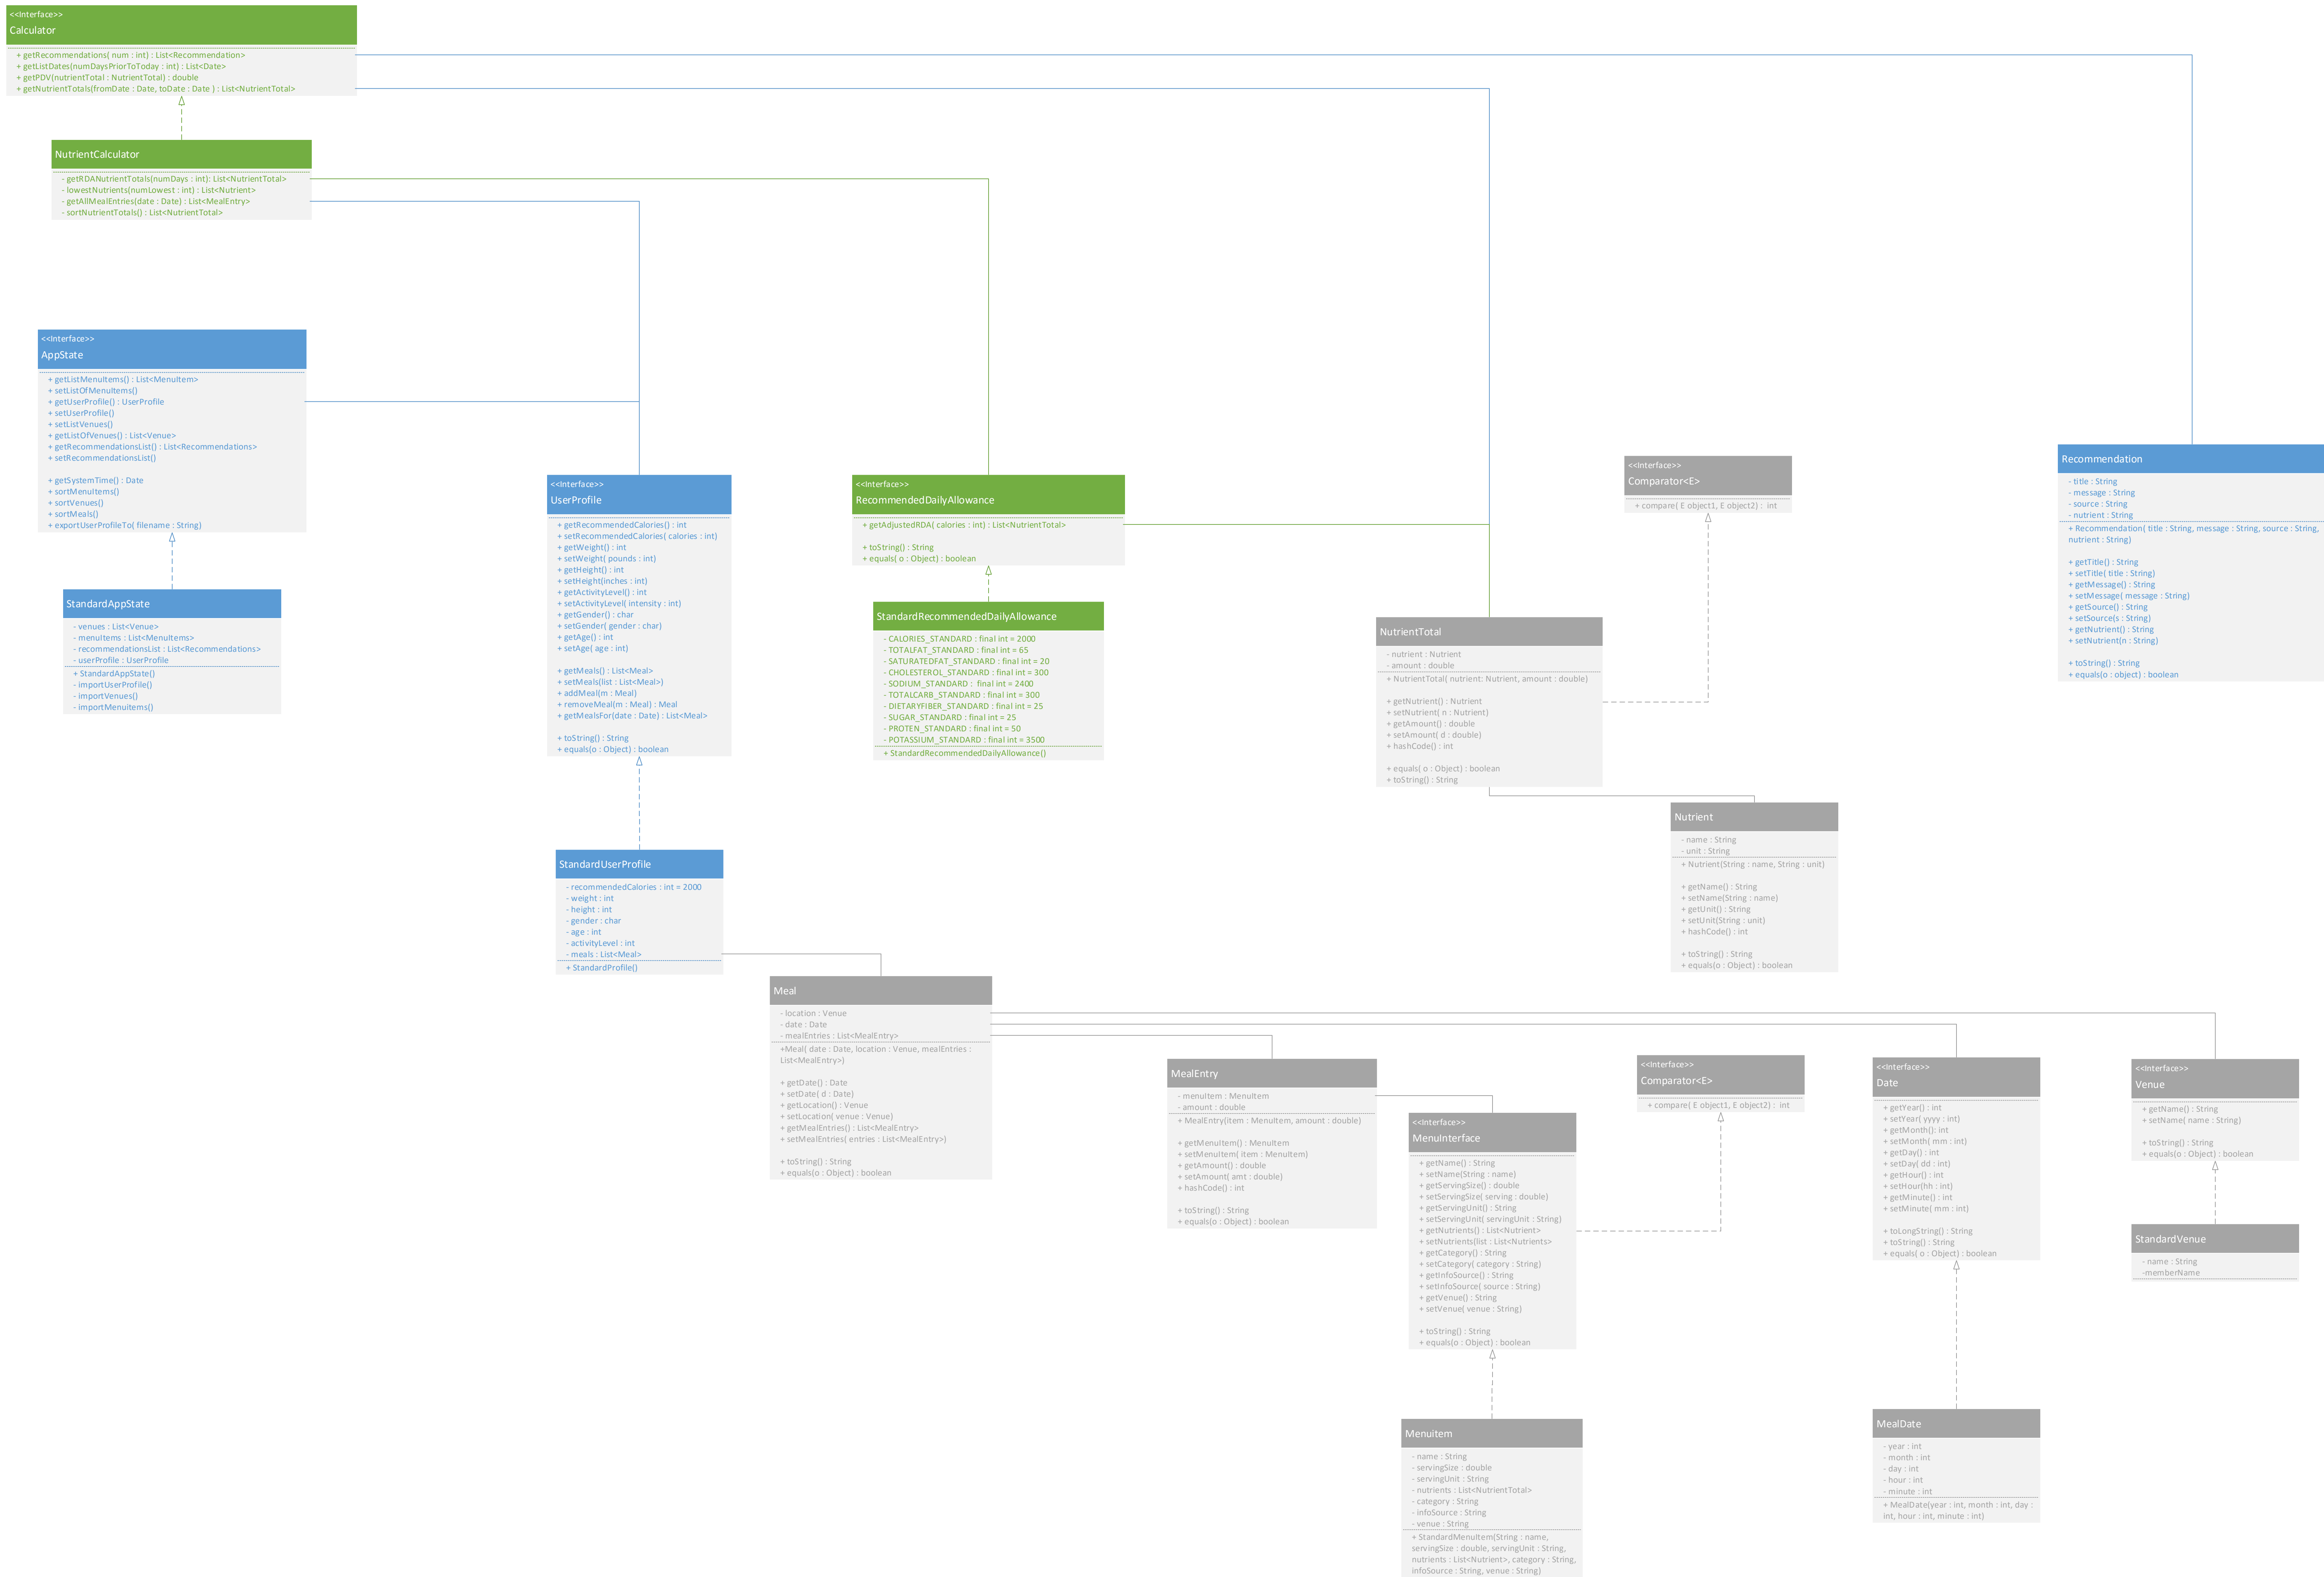 <<Interface>>
Calculator
+ getRecommendations( num : int) : List<Recommendation>
+ getListDates(numDaysPriorToToday : int) : List<Date>
+ getPDV(nutrientTotal : NutrientTotal) : double
+ getNutrientTotals(fromDate : Date, toDate : Date ) : List<NutrientTotal>
NutrientCalculator
- getRDANutrientTotals(numDays : int): List<NutrientTotal>
- lowestNutrients(numLowest : int) : List<Nutrient>
- getAllMealEntries(date : Date) : List<MealEntry>
- sortNutrientTotals() : List<NutrientTotal>
<<Interface>>
AppState
+ getListMenuItems() : List<MenuItem>
+ setListOfMenuItems()
+ getUserProfile() : UserProfile
+ setUserProfile()
+ setListVenues()
+ getListOfVenues() : List<Venue>
+ getRecommendationsList() : List<Recommendations>
+ setRecommendationsList()
+ getSystemTime() : Date
+ sortMenuItems()
+ sortVenues()
+ sortMeals()
+ exportUserProfileTo( filename : String)
StandardAppState
- venues : List<Venue>
- menuItems : List<MenuItems>
- recommendationsList : List<Recommendations>
- userProfile : UserProfile
+ StandardAppState()
- importUserProfile()
- importVenues()
- importMenuitems()
<<Interface>>
UserProfile
+ getRecommendedCalories() : int
+ setRecommendedCalories( calories : int)
+ getWeight() : int
+ setWeight( pounds : int)
+ getHeight() : int
+ setHeight(inches : int)
+ getActivityLevel() : int
+ setActivityLevel( intensity : int)
+ getGender() : char
+ setGender( gender : char)
+ getAge() : int
+ setAge( age : int)
+ getMeals() : List<Meal>
+ setMeals(list : List<Meal>)
+ addMeal(m : Meal)
+ removeMeal(m : Meal) : Meal
+ getMealsFor(date : Date) : List<Meal>
+ toString() : String
+ equals(o : Object) : boolean
StandardUserProfile
- recommendedCalories : int = 2000
- weight : int
- height : int
- gender : char
- age : int
- activityLevel : int
- meals : List<Meal>
+ StandardProfile()
<<Interface>>
RecommendedDailyAllowance
+ getAdjustedRDA( calories : int) : List<NutrientTotal>
+ toString() : String
+ equals( o : Object) : boolean
StandardRecommendedDailyAllowance
- CALORIES_STANDARD : final int = 2000
- TOTALFAT_STANDARD : final int = 65
- SATURATEDFAT_STANDARD : final int = 20
- CHOLESTEROL_STANDARD : final int = 300
- SODIUM_STANDARD :  final int = 2400
- TOTALCARB_STANDARD : final int = 300
- DIETARYFIBER_STANDARD : final int = 25
- SUGAR_STANDARD : final int = 25
- PROTEN_STANDARD : final int = 50
- POTASSIUM_STANDARD : final int = 3500
+ StandardRecommendedDailyAllowance()
NutrientTotal
- nutrient : Nutrient
- amount : double
+ NutrientTotal( nutrient: Nutrient, amount : double)
+ getNutrient() : Nutrient
+ setNutrient( n : Nutrient)
+ getAmount() : double
+ setAmount( d : double)
+ hashCode() : int
+ equals( o : Object) : boolean
+ toString() : String
<<Interface>>
Comparator<E>
+ compare( E object1, E object2) :  int
Recommendation
- title : String
- message : String
- source : String
- nutrient : String
+ Recommendation( title : String, message : String, source : String,
nutrient : String)
+ getTitle() : String
+ setTitle( title : String)
+ getMessage() : String
+ setMessage( message : String)
+ getSource() : String
+ setSource(s : String)
+ getNutrient() : String
+ setNutrient(n : String)
+ toString() : String
+ equals(o : object) : boolean
Nutrient
- name : String
- unit : String
+ Nutrient(String : name, String : unit)
+ getName() : String
+ setName(String : name)
+ getUnit() : String
+ setUnit(String : unit)
+ hashCode() : int
+ toString() : String
+ equals(o : Object) : boolean
Meal
- location : Venue
- date : Date
- mealEntries : List<MealEntry>
+Meal( date : Date, location : Venue, mealEntries :
List<MealEntry>)
+ getDate() : Date
+ setDate( d : Date)
+ getLocation() : Venue
+ setLocation( venue : Venue)
+ getMealEntries() : List<MealEntry>
+ setMealEntries( entries : List<MealEntry>)
+ toString() : String
+ equals(o : Object) : boolean
MealEntry
- menuItem : MenuItem
- amount : double
+ MealEntry(item : MenuItem, amount : double)
+ getMenuItem() : MenuItem
+ setMenuItem( item : MenuItem)
+ getAmount() : double
+ setAmount( amt : double)
+ hashCode() : int
+ toString() : String
+ equals(o : Object) : boolean
<<Interface>>
MenuInterface
+ getName() : String
+ setName(String : name)
+ getServingSize() : double
+ setServingSize( serving : double)
+ getServingUnit() : String
+ setServingUnit( servingUnit : String)
+ getNutrients() : List<Nutrient>
+ setNutrients(list : List<Nutrients>
+ getCategory() : String
+ setCategory( category : String)
+ getInfoSource() : String
+ setInfoSource( source : String)
+ getVenue() : String
+ setVenue( venue : String)
+ toString() : String
+ equals(o : Object) : boolean
<<Interface>>
Comparator<E>
+ compare( E object1, E object2) :  int
<<Interface>>
Date
+ getYear() : int
+ setYear( yyyy : int)
+ getMonth(): int
+ setMonth( mm : int)
+ getDay() : int
+ setDay( dd : int)
+ getHour() : int
+ setHour(hh : int)
+ getMinute() : int
+ setMinute( mm : int)
+ toLongString() : String
+ toString() : String
+ equals( o : Object) : boolean
<<Interface>>
Venue
+ getName() : String
+ setName( name : String)
+ toString() : String
+ equals(o : Object) : boolean
StandardVenue
- name : String
-memberName
Menuitem
- name : String
- servingSize : double
- servingUnit : String
- nutrients : List<NutrientTotal>
- category : String
- infoSource : String
- venue : String
+ StandardMenuItem(String : name,
servingSize : double, servingUnit : String,
nutrients : List<Nutrient>, category : String,
infoSource : String, venue : String)
MealDate
- year : int
- month : int
- day : int
- hour : int
- minute : int
+ MealDate(year : int, month : int, day :
int, hour : int, minute : int)